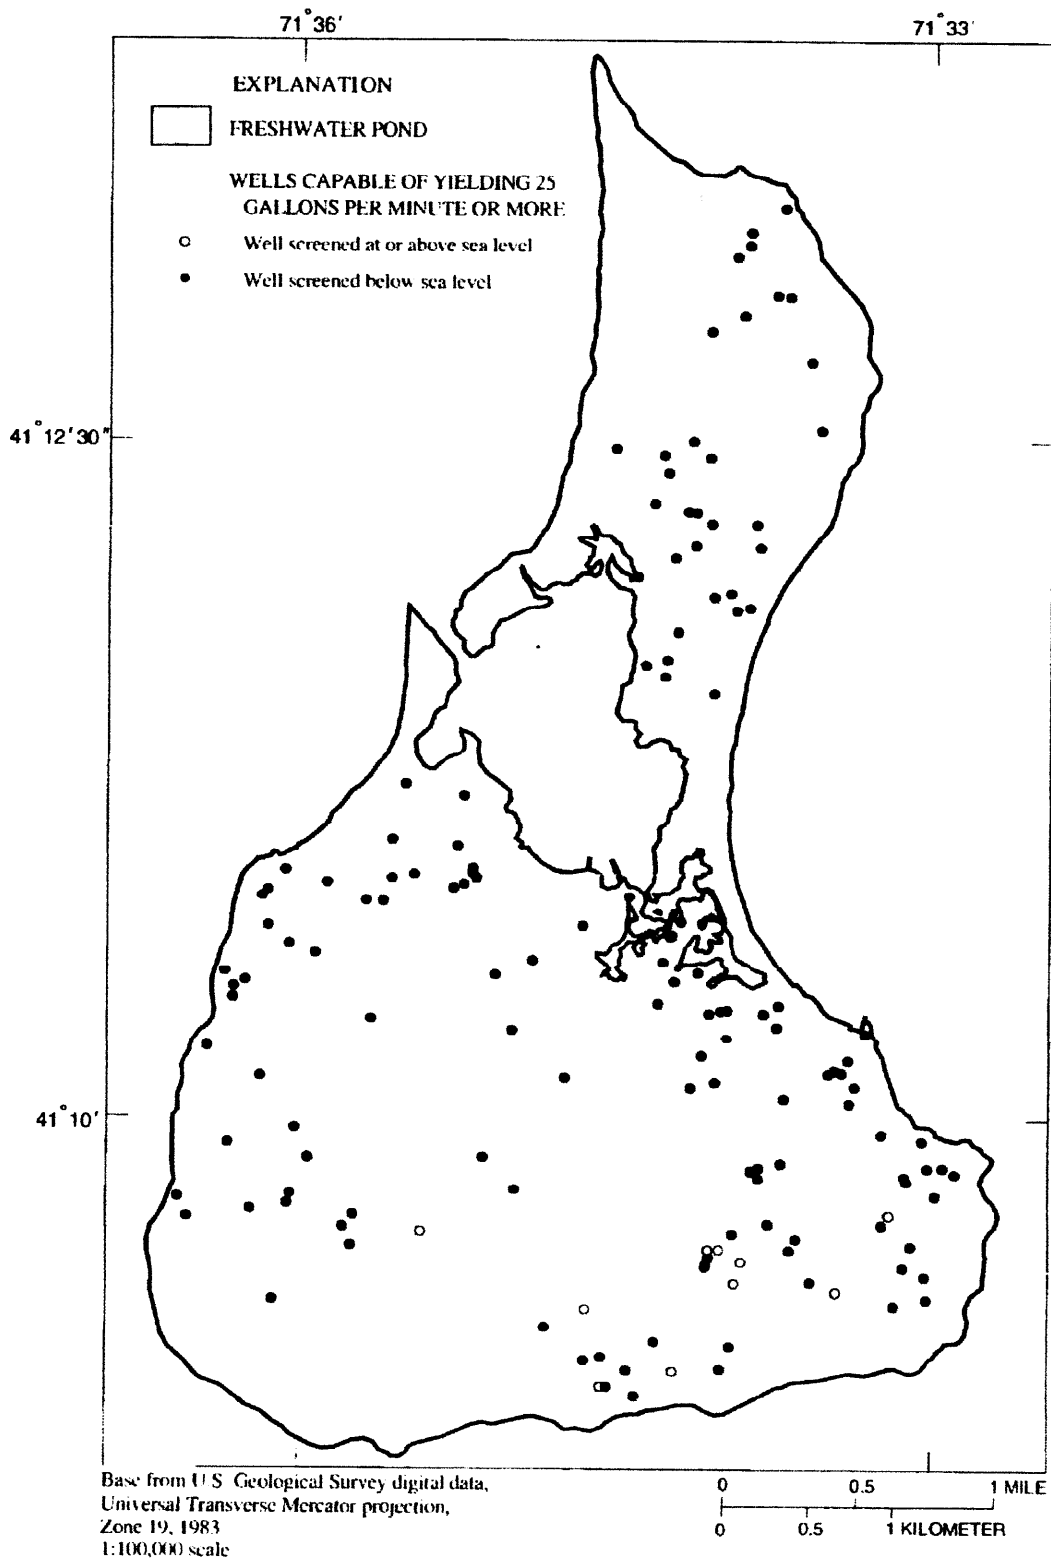 71°36′ 71°33′
EXPLANATION
FRESHWATER POND
WELLS CAPABLE OF YIELDING 25
GALLONS PER MINUTE OR MORE
Well screened at or above sea level
Well screened below sea level
41°12′30″
41°10′
Base from U S Geological Survey digital data,
Universal Transverse Mercator projection,
Zone 19, 1983
1:100,000 scale
0 0.5 1 MILE
0 0.5 1 KILOMETER